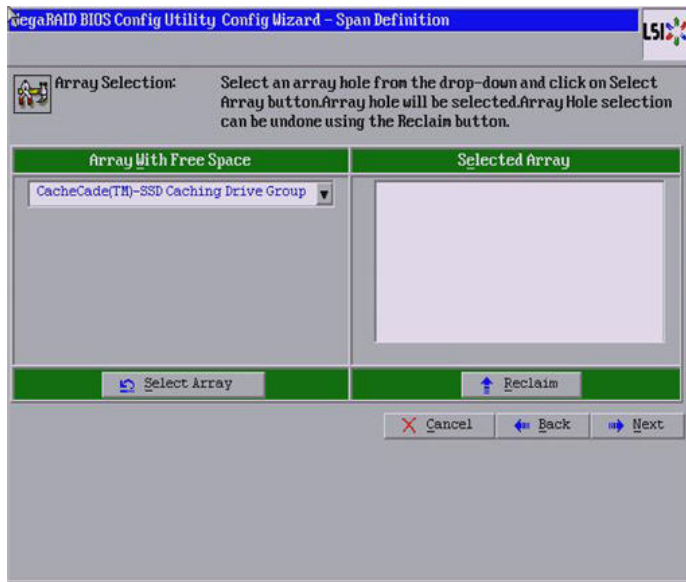 MegaRAID BIOS Config Utility Config Wizard - Span Definition
LSI
Array Selection:
Select an array hole from the drop-down and click on Select
Array button.Array hole will be selected.Array Hole selection
can be undone using the Reclaim button.
Array With Free Space
Selected Array
CacheCade(TM)-SSD Caching Drive Group
Select Array
Reclaim
Cancel
Back
Next